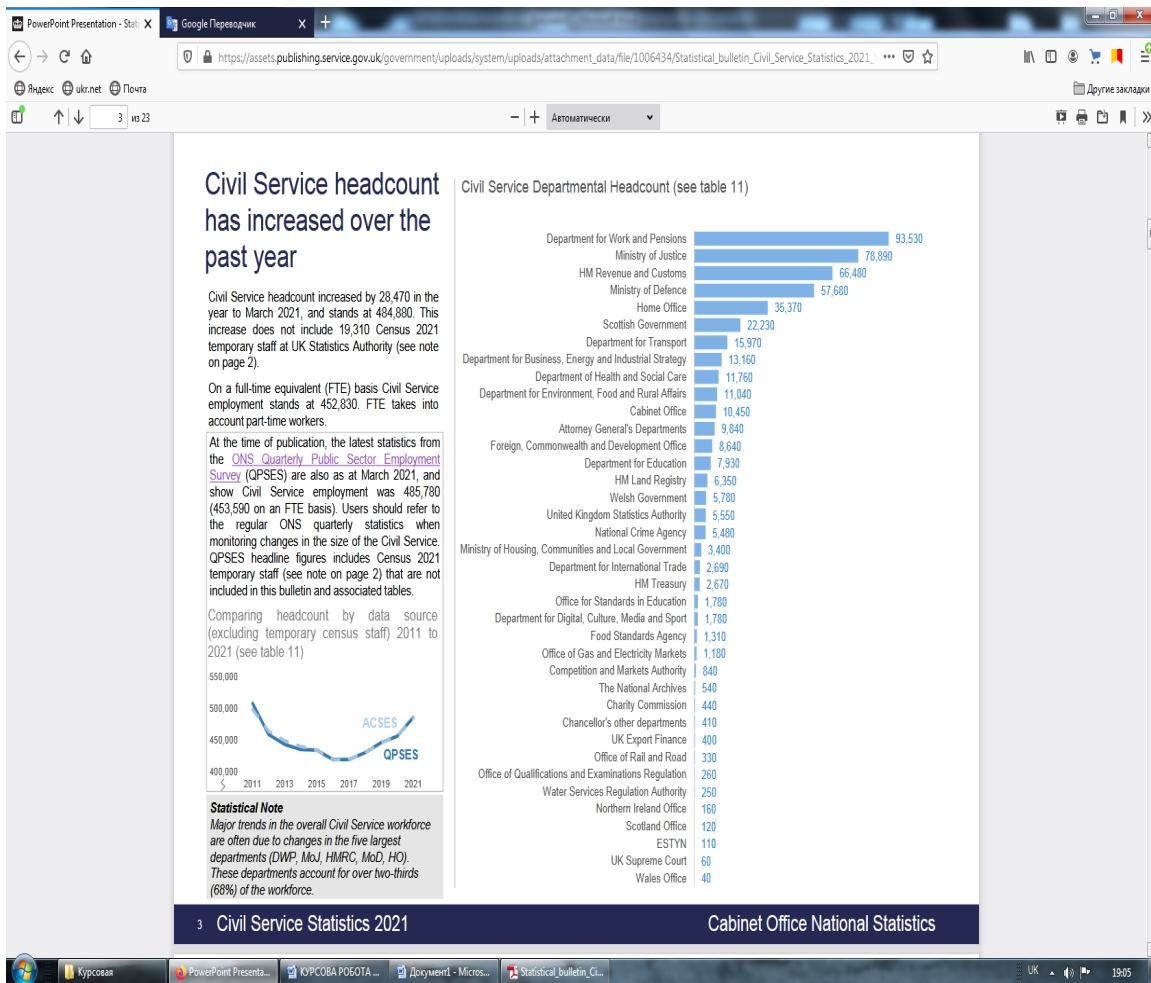 PowerPoint Presentation - Stati
Google Переводчик
https://assets.publishing.service.gov.uk/government/uploads/system/uploads/attachment_data/file/1006434/Statistical_bulletin_Civil_Service_Statistics_2021_
Яндекс
ukr.net
Почта
Другие закладки
3 из 23
Автоматически
Civil Service headcount
has increased over the
past year
Civil Service headcount increased by 28,470 in the
year to March 2021, and stands at 484,880. This
increase does not include 19,310 Census 2021
temporary staff at UK Statistics Authority (see note
on page 2).
On a full-time equivalent (FTE) basis Civil Service
employment stands at 452,830. FTE takes into
account part-time workers.
At the time of publication, the latest statistics from
the ONS Quarterly Public Sector Employment
Survey (QPSES) are also as at March 2021, and
show Civil Service employment was 485,780
(453,590 on an FTE basis). Users should refer to
the regular ONS quarterly statistics when
monitoring changes in the size of the Civil Service.
QPSES headline figures includes Census 2021
temporary staff (see note on page 2) that are not
included in this bulletin and associated tables.
Comparing headcount by data source
(excluding temporary census staff) 2011 to
2021 (see table 11)
550,000
500,000
450,000
400,000
ACSES
QPSES
2011 2013 2015 2017 2019 2021
Statistical Note
Major trends in the overall Civil Service workforce
are often due to changes in the five largest
departments (DWP, MoJ, HMRC, MoD, HO).
These departments account for over two-thirds
(68%) of the workforce.
Civil Service Departmental Headcount (see table 11)
Department for Work and Pensions 93,530
Ministry of Justice 78,890
HM Revenue and Customs 66,480
Ministry of Defence 57,680
Home Office 35,370
Scottish Government 22,230
Department for Transport 15,970
Department for Business, Energy and Industrial Strategy 13,160
Department of Health and Social Care 11,760
Department for Environment, Food and Rural Affairs 11,040
Cabinet Office 10,450
Attorney General's Departments 9,840
Foreign, Commonwealth and Development Office 8,640
Department for Education 7,930
HM Land Registry 6,350
Welsh Government 5,780
United Kingdom Statistics Authority 5,550
National Crime Agency 5,480
Ministry of Housing, Communities and Local Government 3,400
Department for International Trade 2,690
HM Treasury 2,670
Office for Standards in Education 1,780
Department for Digital, Culture, Media and Sport 1,780
Food Standards Agency 1,310
Office of Gas and Electricity Markets 1,180
Competition and Markets Authority 840
The National Archives 540
Charity Commission 440
Chancellor's other departments 410
UK Export Finance 400
Office of Rail and Road 330
Office of Qualifications and Examinations Regulation 260
Water Services Regulation Authority 250
Northern Ireland Office 160
Scotland Office 120
ESTYN 110
UK Supreme Court 60
Wales Office 40
3 Civil Service Statistics 2021
Cabinet Office National Statistics
Курсовая
PowerPoint Presenta...
КУРСОВА РОБОТА ...
Документ1 - Micros...
Statistical_bulletin_Ci...
UK
19:05